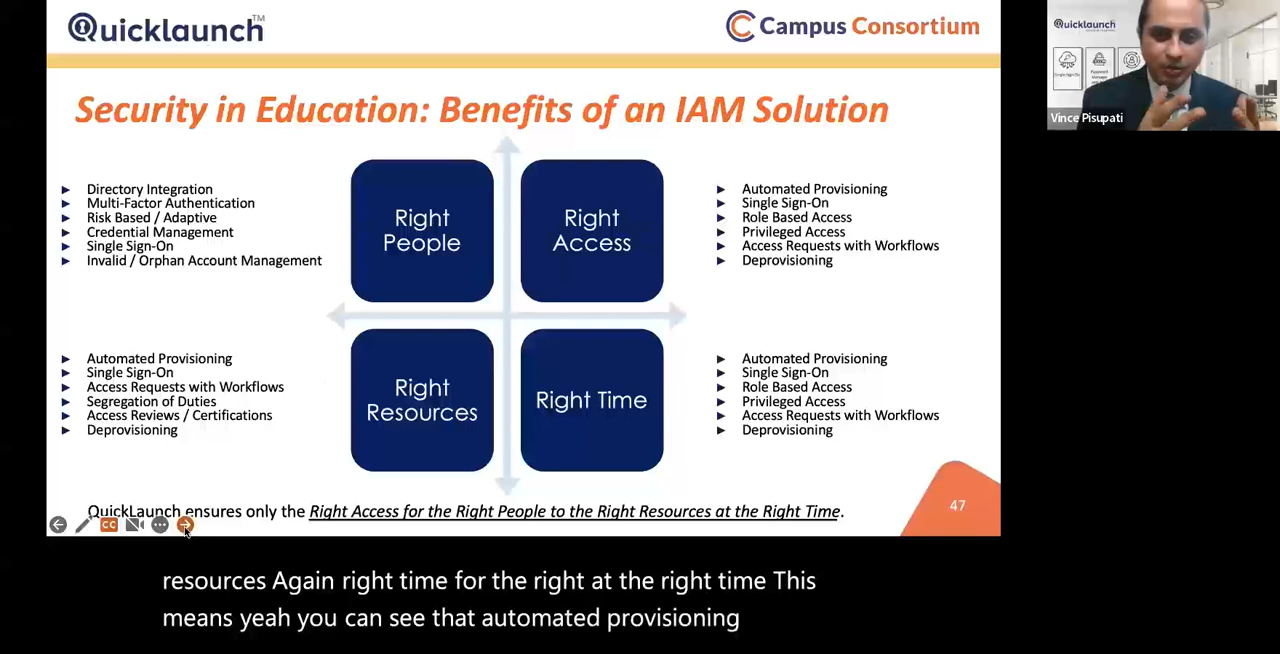 Quicklaunch™
Campus Consortium
Quicklaunch
Vince Pisupati
Security in Education: Benefits of an IAM Solution
► Directory Integration
► Multi-Factor Authentication
► Risk Based / Adaptive
► Credential Management
► Single Sign-On
► Invalid / Orphan Account Management
Right
People
Right
Access
► Automated Provisioning
► Single Sign-On
► Role Based Access
► Privileged Access
► Access Requests with Workflows
► Deprovisioning
► Automated Provisioning
► Single Sign-On
► Access Requests with Workflows
► Segregation of Duties
► Access Reviews / Certifications
► Deprovisioning
Right
Resources
Right Time
► Automated Provisioning
► Single Sign-On
► Role Based Access
► Privileged Access
► Access Requests with Workflows
► Deprovisioning
QuickLaunch ensures only the Right Access for the Right People to the Right Resources at the Right Time.
47
CC
resources Again right time for the right at the right time This
means yeah you can see that automated provisioning